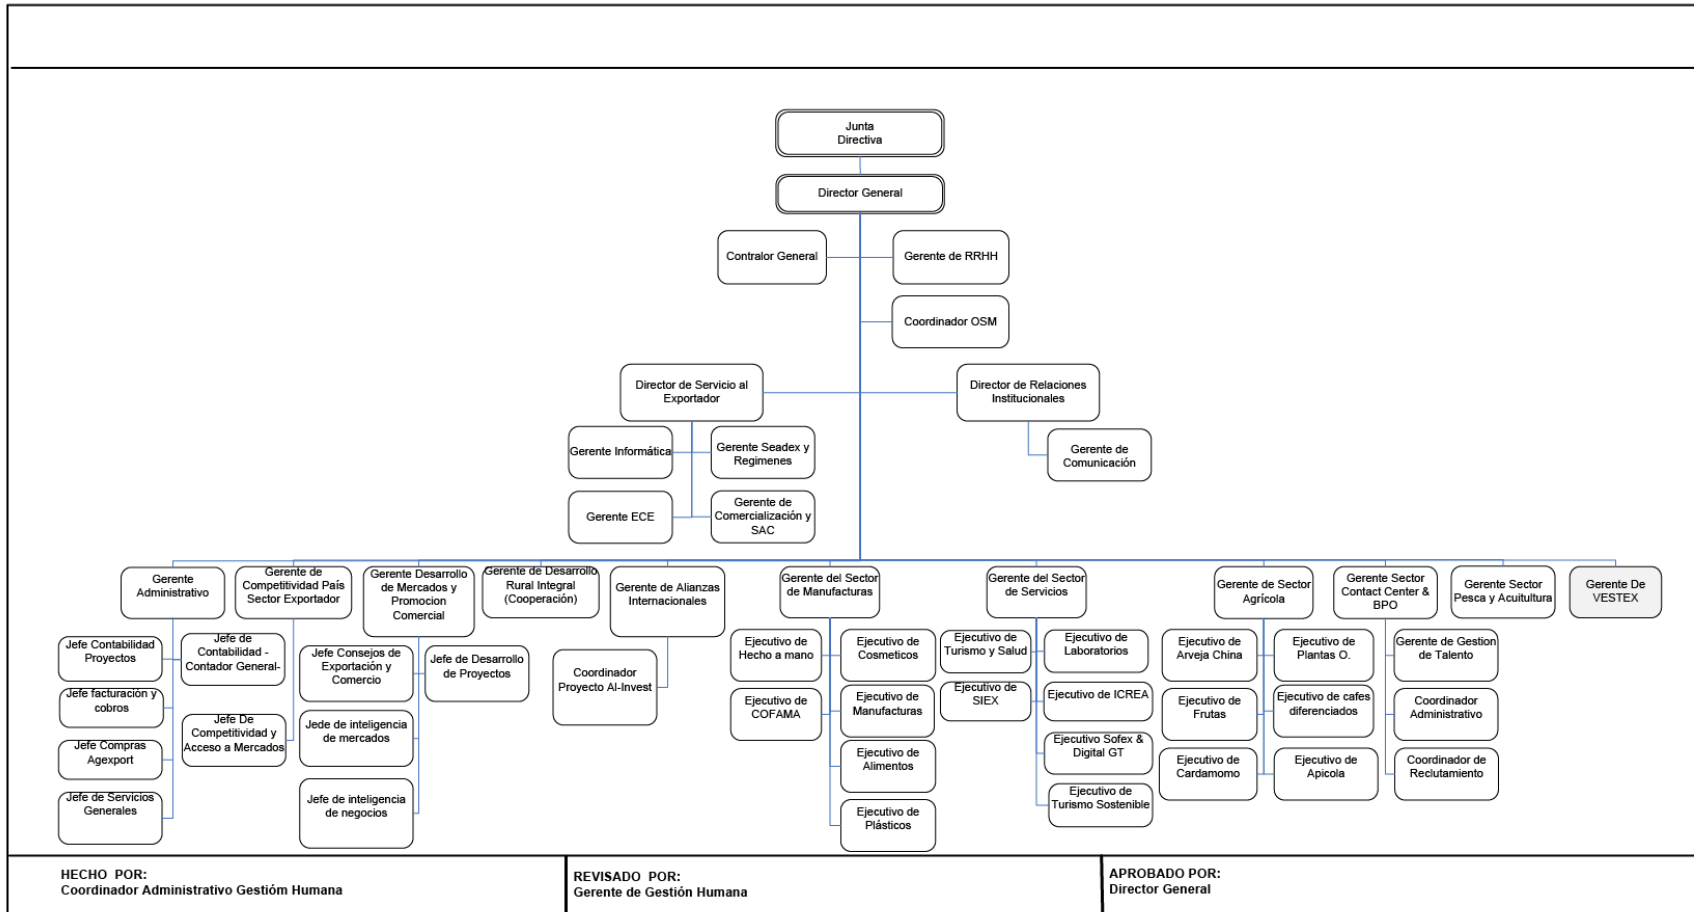 Junta
Directiva
Director General
Contralor General
Gerente de RRHH
Coordinador OSM
Director de Servicio al
Exportador
Director de Relaciones
Institucionales
Gerente Informática
Gerente Seadex y
Regimenes
Gerente de
Comunicación
Gerente ECE
Gerente de
Comercialización y
SAC
Gerente
Administrativo
Gerente de
Competitividad País
Sector Exportador
Gerente Desarrollo
de Mercados y
Promocion
Comercial
Gerente de Desarrollo
Rural Integral
(Cooperación)
Gerente de Alianzas
Internacionales
Gerente del Sector
de Manufacturas
Gerente del Sector
de Servicios
Gerente de Sector
Agrícola
Gerente Sector
Contact Center &
BPO
Gerente Sector
Pesca y Acuitultura
Gerente De
VESTEX
Jefe Contabilidad
Proyectos
Jefe de
Contabilidad -
Contador General-
Jefe facturación y
cobros
Jefe De
Competitividad y
Acceso a Mercados
Jefe Compras
Agexport
Jefe de Servicios
Generales
Jefe Consejos de
Exportación y
Comercio
Jefe de Desarrollo
de Proyectos
Jede de inteligencia
de mercados
Jefe de inteligencia
de negocios
Coordinador
Proyecto Al-Invest
Ejecutivo de
Hecho a mano
Ejecutivo de
Cosmeticos
Ejecutivo de
COFAMA
Ejecutivo de
Manufacturas
Ejecutivo de
Alimentos
Ejecutivo de
Plásticos
Ejecutivo de
Turismo y Salud
Ejecutivo de
Laboratorios
Ejecutivo de
SIEX
Ejecutivo de ICREA
Ejecutivo Sofex &
Digital GT
Ejecutivo de
Turismo Sostenible
Ejecutivo de
Arveja China
Ejecutivo de
Plantas O.
Ejecutivo de
Frutas
Ejecutivo de cafes
diferenciados
Ejecutivo de
Cardamomo
Ejecutivo de
Apicola
Gerente de Gestion
de Talento
Coordinador
Administrativo
Coordinador de
Reclutamiento
HECHO POR:
Coordinador Administrativo Gestióm Humana
REVISADO POR:
Gerente de Gestión Humana
APROBADO POR:
Director General